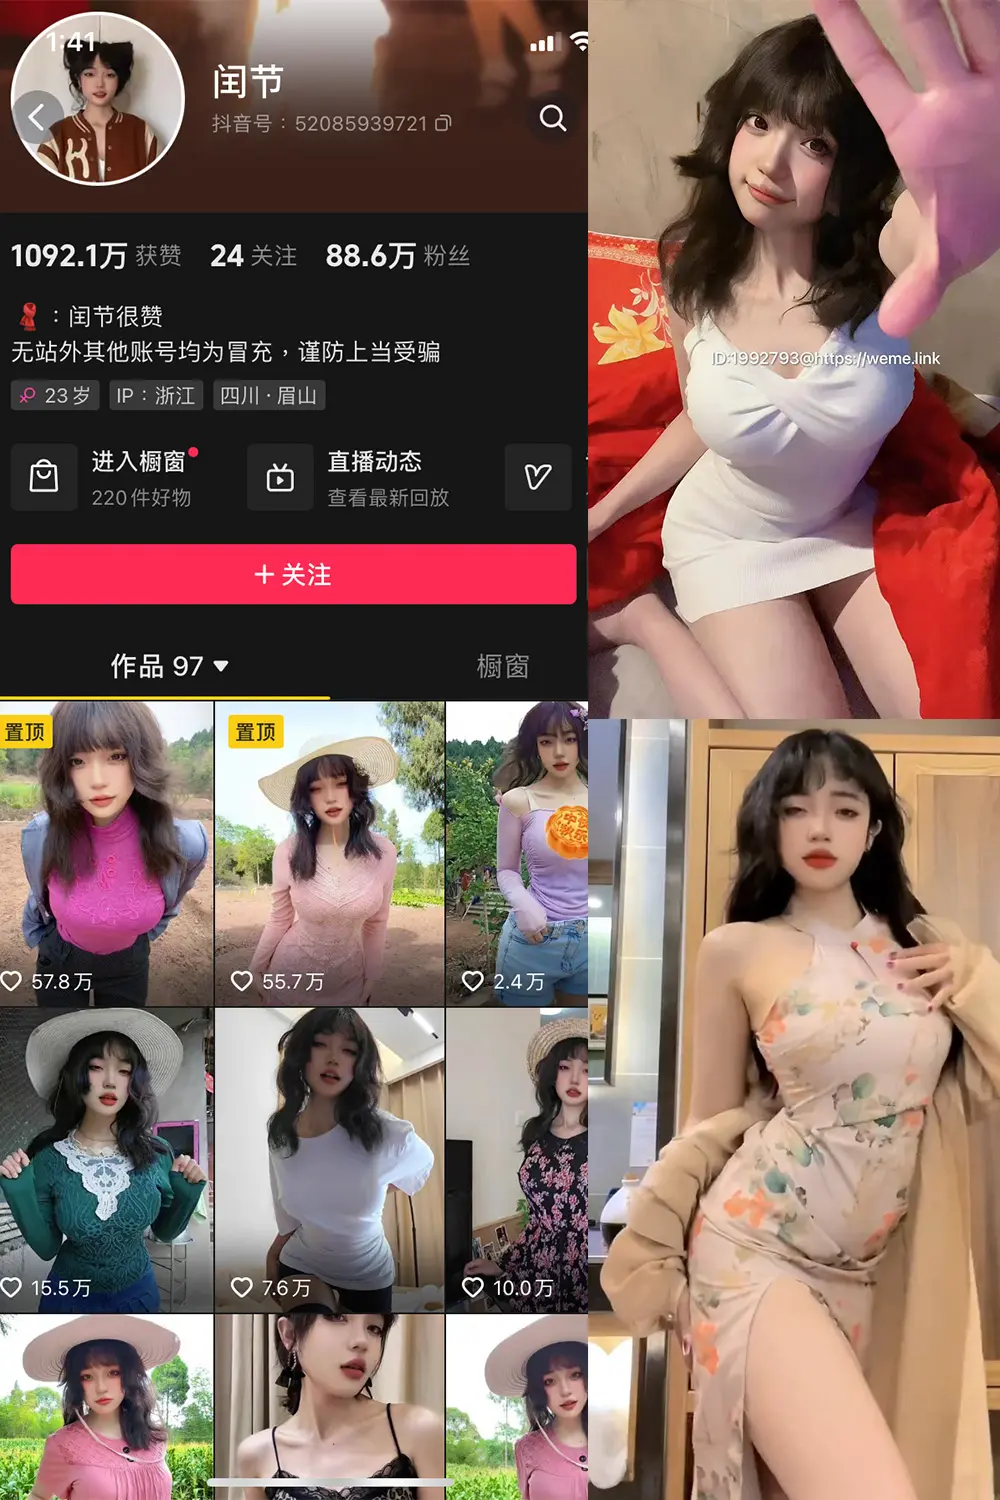 1:41
闰节
抖音号：52085939721
1092.1万 获赞 24 关注 88.6万 粉丝
：闰节很赞
无站外其他账号均为冒充，谨防上当受骗
23岁 IP：浙江 四川·眉山
进入橱窗 直播动态
220件好物 查看最新回放
+ 关注
作品 97 橱窗
置顶 置顶
57.8万 55.7万 2.4万
15.5万 7.6万 10.0万
ID:1992793@https://weme.link